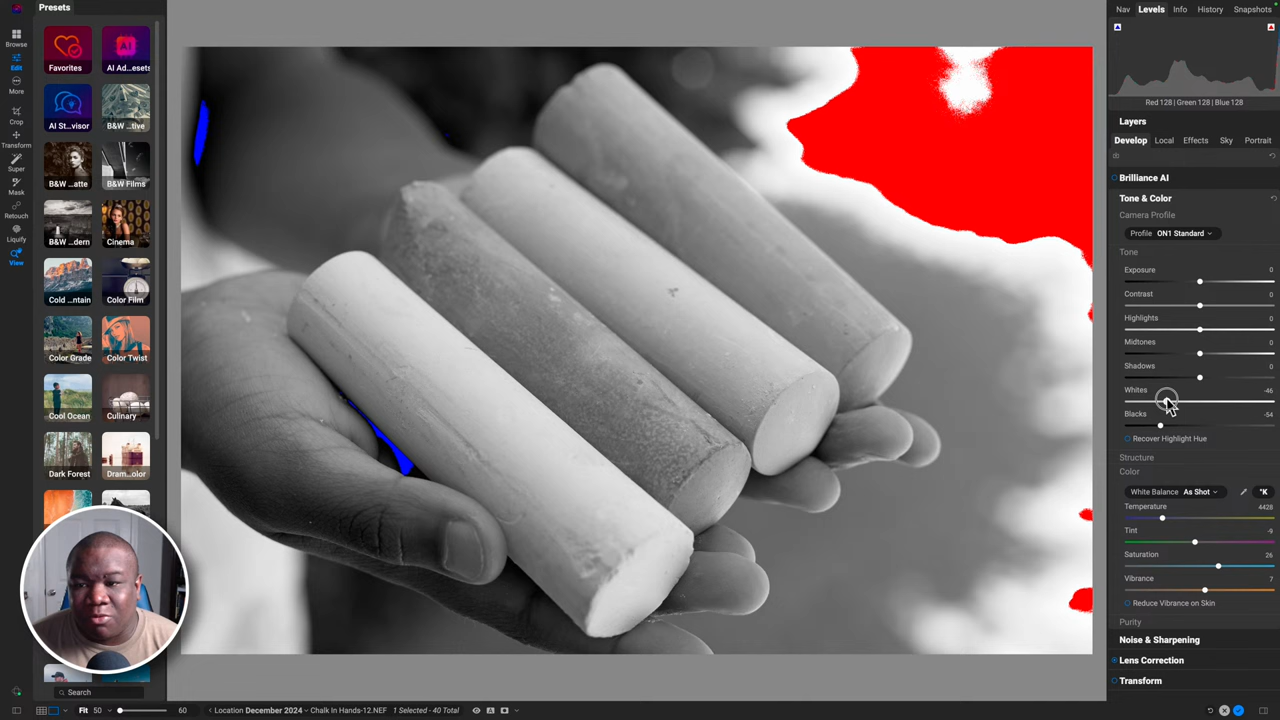 Presets
Favorites
AI Ad...esets
AI St...visor
B&W ...tive
B&W ...atte
B&W Films
B&W ...dern
Cinema
Cold ...ntain
Color Film
Color Grade
Color Twist
Cool Ocean
Culinary
Dark Forest
Dram...olor
Search
Browse
Edit
More
Crop
Transform
Super
Mask
Retouch
Liquify
View
Fit 50 60
Location December 2024 Chalk In Hands-12.NEF 1 Selected - 40 Total
Nav Levels Info History Snapshots
Red 128 | Green 128 | Blue 128
Layers
Develop Local Effects Sky Portrait
Brilliance AI
Tone & Color
Camera Profile
Profile ON1 Standard
Tone
Exposure 0
Contrast 0
Highlights 0
Midtones 0
Shadows 0
Whites -46
Blacks -54
Recover Highlight Hue
Structure
Color
White Balance As Shot °K
Temperature 4428
Tint -9
Saturation 26
Vibrance 7
Reduce Vibrance on Skin
Purity
Noise & Sharpening
Lens Correction
Transform